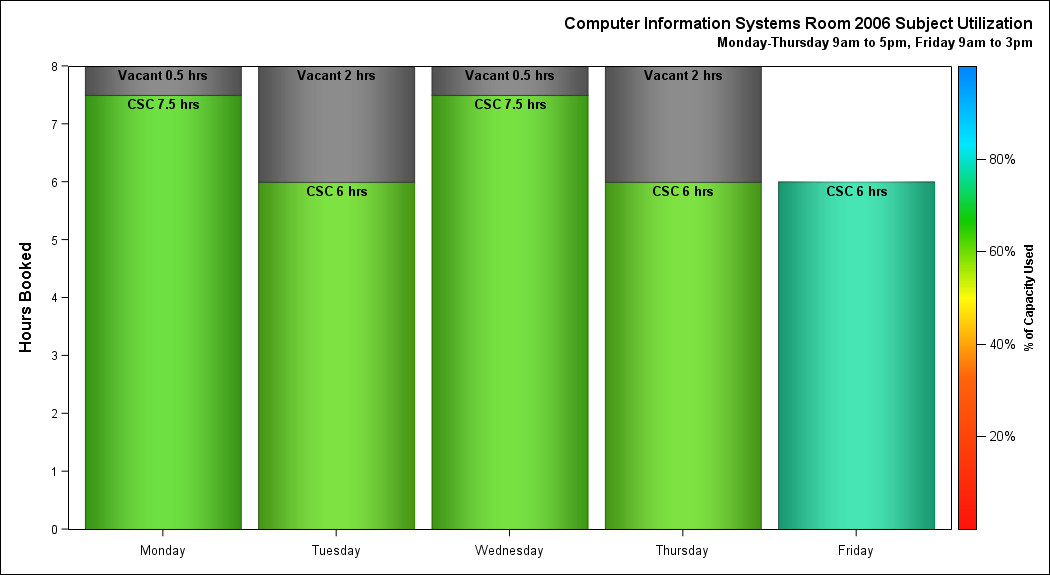 Computer Information Systems Room 2006 Subject Utilization
Monday-Thursday 9am to 5pm, Friday 9am to 3pm
Hours Booked
8
7
6
5
4
3
2
1
0
Vacant 0.5 hrs
CSC 7.5 hrs
Vacant 2 hrs
CSC 6 hrs
Vacant 0.5 hrs
CSC 7.5 hrs
Vacant 2 hrs
CSC 6 hrs
CSC 6 hrs
Monday
Tuesday
Wednesday
Thursday
Friday
80%
60%
40%
20%
% of Capacity Used